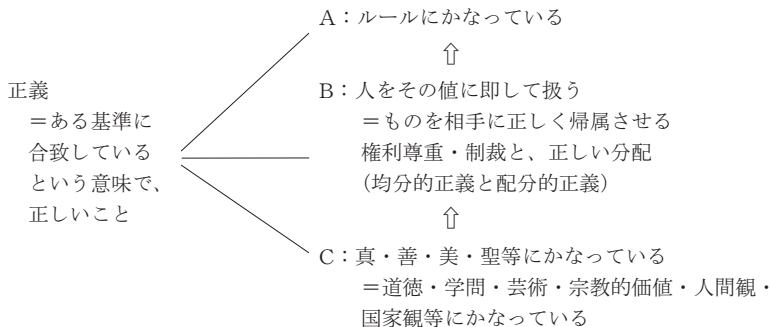 A：ルールにかなっている
⇧
正義
＝ある基準に
合致している
という意味で、
正しいこと
B：人をその値に即して扱う
＝ものを相手に正しく帰属させる
権利尊重・制裁と、正しい分配
（均分的正義と配分的正義）
⇧
C：真・善・美・聖等にかなっている
＝道徳・学問・芸術・宗教的価値・人間観・
国家観等にかなっている